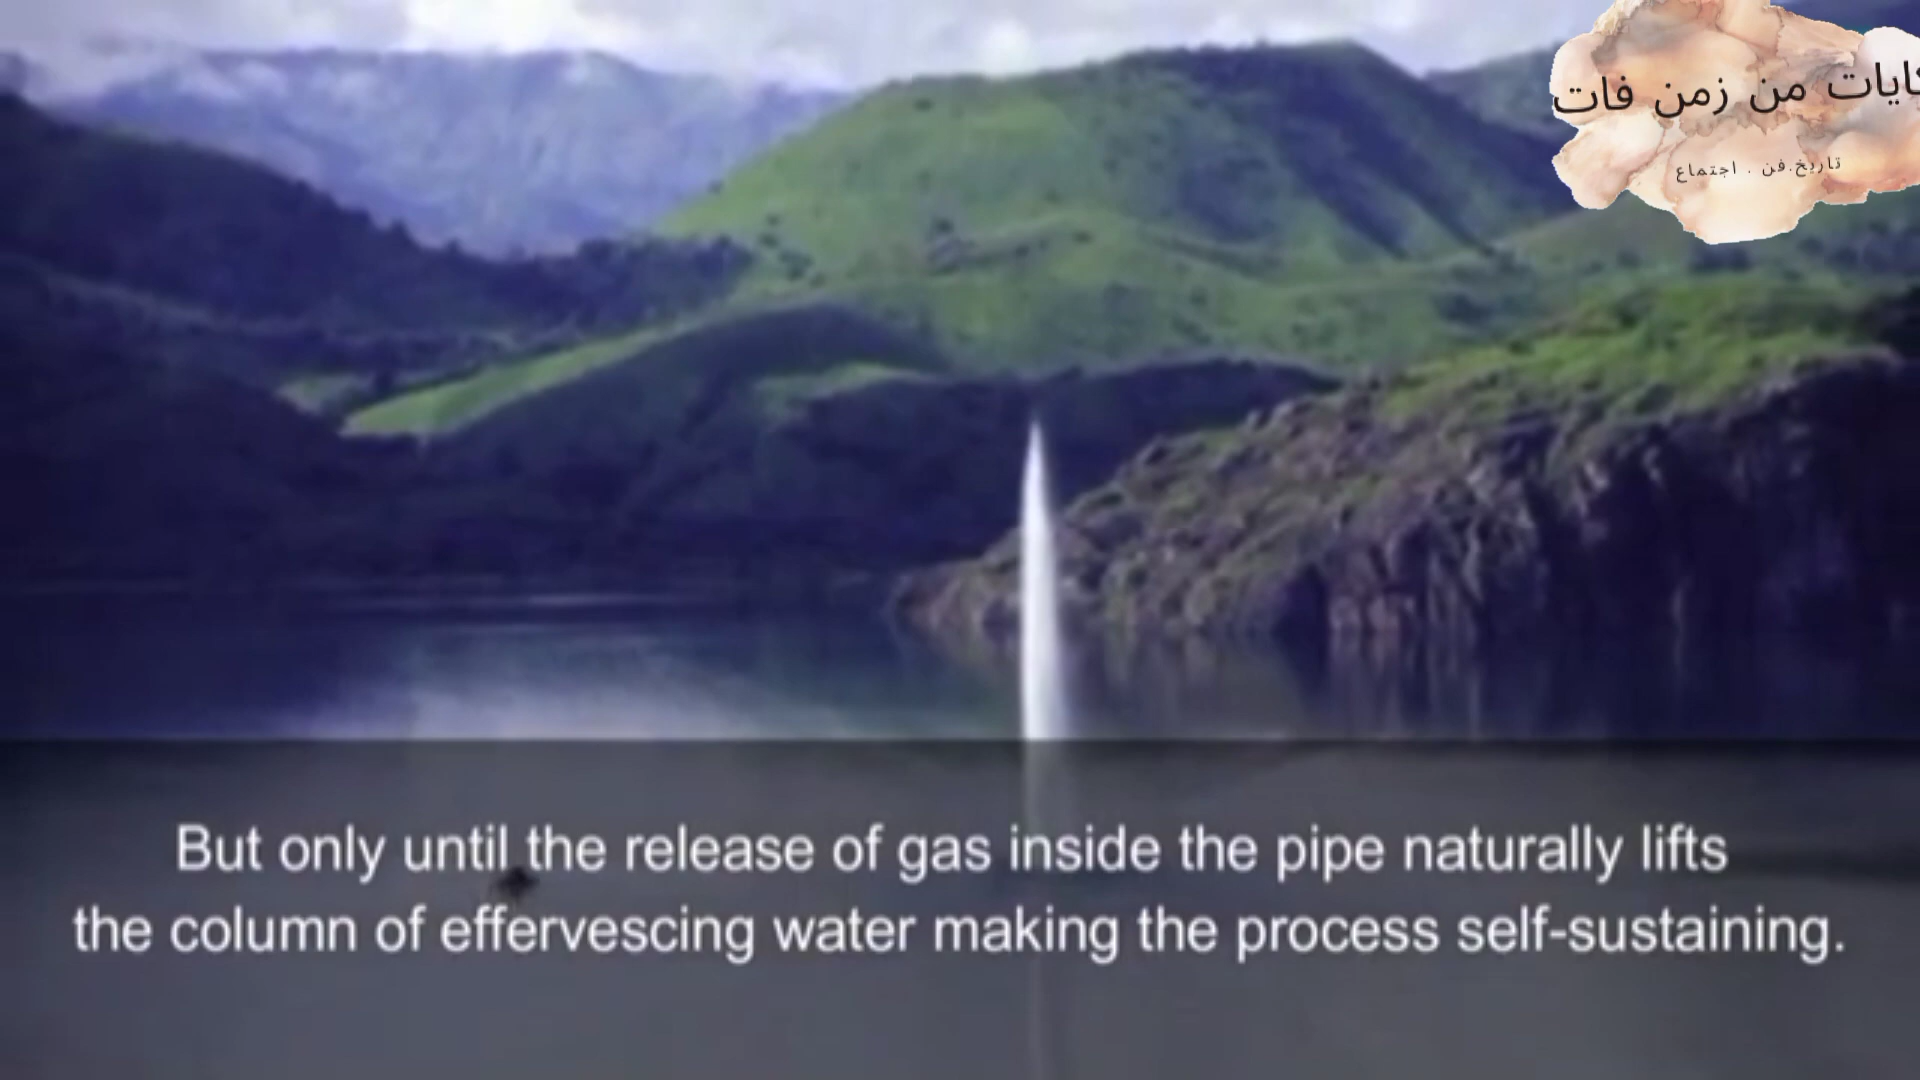 كايات من زمن فات
تاريخ.فن . اجتماع
But only until the release of gas inside the pipe naturally lifts
the column of effervescing water making the process self-sustaining.